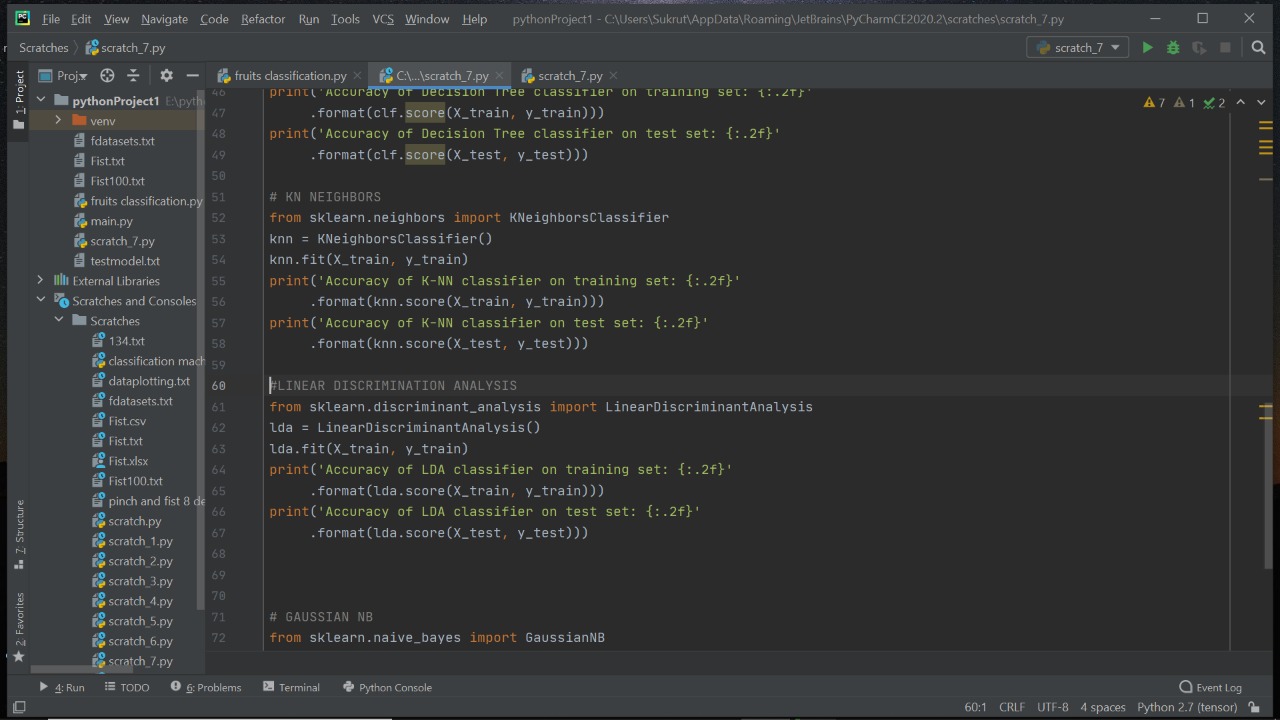 File Edit View Navigate Code Refactor Run Tools VCS Window Help pythonProject1 - C:\Users\Sukrut\AppData\Roaming\JetBrains\PyCharmCE2020.2\scratches\scratch_7.py
Scratches scratch_7.py scratch_7
1: Project
Proj fruits classification.py C:\...\scratch_7.py scratch_7.py
pythonProject1 E:\pyth
venv
fdatasets.txt
Fist.txt
Fist100.txt
fruits classification.py
main.py
scratch_7.py
testmodel.txt
External Libraries
Scratches and Consoles
Scratches
134.txt
classification mach
dataplotting.txt
fdatasets.txt
Fist.csv
Fist.txt
Fist.xlsx
Fist100.txt
pinch and fist 8 de
scratch.py
scratch_1.py
scratch_2.py
scratch_3.py
scratch_4.py
scratch_5.py
scratch_6.py
scratch_7.py
7: Structure
2: Favorites
7 1 2
46 print('Accuracy of Decision Tree classifier on training set: {:.2f}'
47 .format(clf.score(X_train, y_train)))
48 print('Accuracy of Decision Tree classifier on test set: {:.2f}'
49 .format(clf.score(X_test, y_test)))
50
51 # KN NEIGHBORS
52 from sklearn.neighbors import KNeighborsClassifier
53 knn = KNeighborsClassifier()
54 knn.fit(X_train, y_train)
55 print('Accuracy of K-NN classifier on training set: {:.2f}'
56 .format(knn.score(X_train, y_train)))
57 print('Accuracy of K-NN classifier on test set: {:.2f}'
58 .format(knn.score(X_test, y_test)))
59
60 #LINEAR DISCRIMINATION ANALYSIS
61 from sklearn.discriminant_analysis import LinearDiscriminantAnalysis
62 lda = LinearDiscriminantAnalysis()
63 lda.fit(X_train, y_train)
64 print('Accuracy of LDA classifier on training set: {:.2f}'
65 .format(lda.score(X_train, y_train)))
66 print('Accuracy of LDA classifier on test set: {:.2f}'
67 .format(lda.score(X_test, y_test)))
68
69
70
71 # GAUSSIAN NB
72 from sklearn.naive_bayes import GaussianNB
4: Run TODO 6: Problems Terminal Python Console Event Log
60:1 CRLF UTF-8 4 spaces Python 2.7 (tensor)